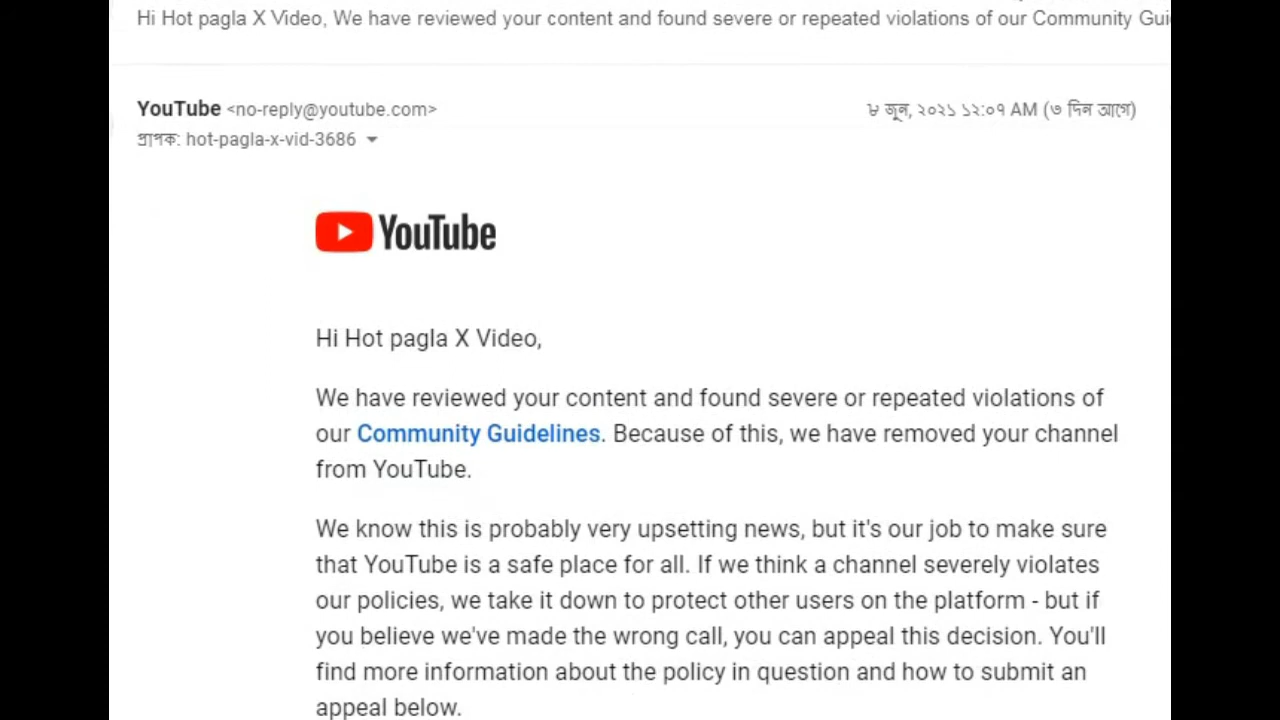 Hi Hot pagla X Video, We have reviewed your content and found severe or repeated violations of our Community Gui
YouTube <no-reply@youtube.com>
৮ জুন, ২০২১ ১২:০৭ AM (৩ দিন আগে)
প্রাপক: hot-pagla-x-vid-3686
YouTube
Hi Hot pagla X Video,
We have reviewed your content and found severe or repeated violations of
our Community Guidelines. Because of this, we have removed your channel
from YouTube.
We know this is probably very upsetting news, but it's our job to make sure
that YouTube is a safe place for all. If we think a channel severely violates
our policies, we take it down to protect other users on the platform - but if
you believe we've made the wrong call, you can appeal this decision. You'll
find more information about the policy in question and how to submit an
appeal below.